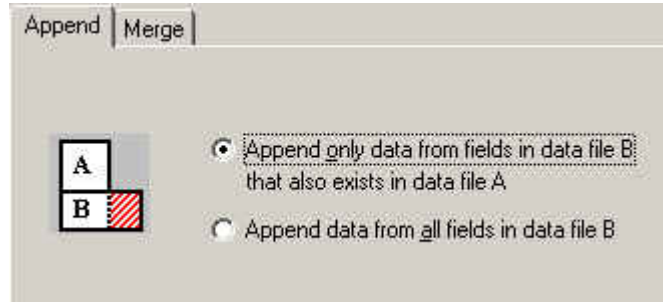 Append Merge
A
B
Append only data from fields in data file B
that also exists in data file A
Append data from all fields in data file B